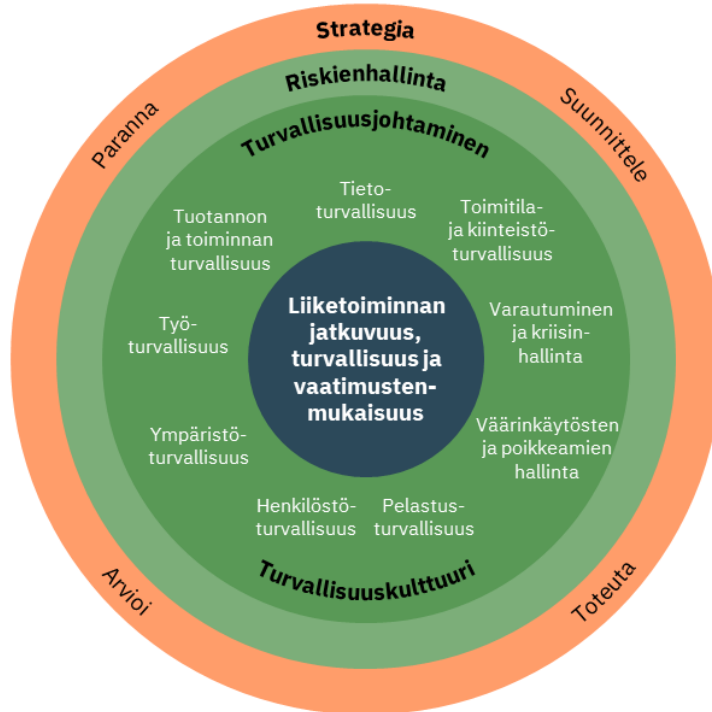 Strategia
Riskienhallinta
Turvallisuusjohtaminen
Paranna
Suunnittele
Tieto-
turvallisuus
Toimitila-
ja kiinteistö-
turvallisuus
Tuotannon
ja toiminnan
turvallisuus
Liiketoiminnan
jatkuvuus,
turvallisuus ja
vaatimusten-
mukaisuus
Varautuminen
ja kriisin-
hallinta
Työ-
turvallisuus
Väärinkäytösten
ja poikkeamien
hallinta
Ympäristö-
turvallisuus
Henkilöstö-
turvallisuus
Pelastus-
turvallisuus
Turvallisuuskulttuuri
Arvioi
Toteuta